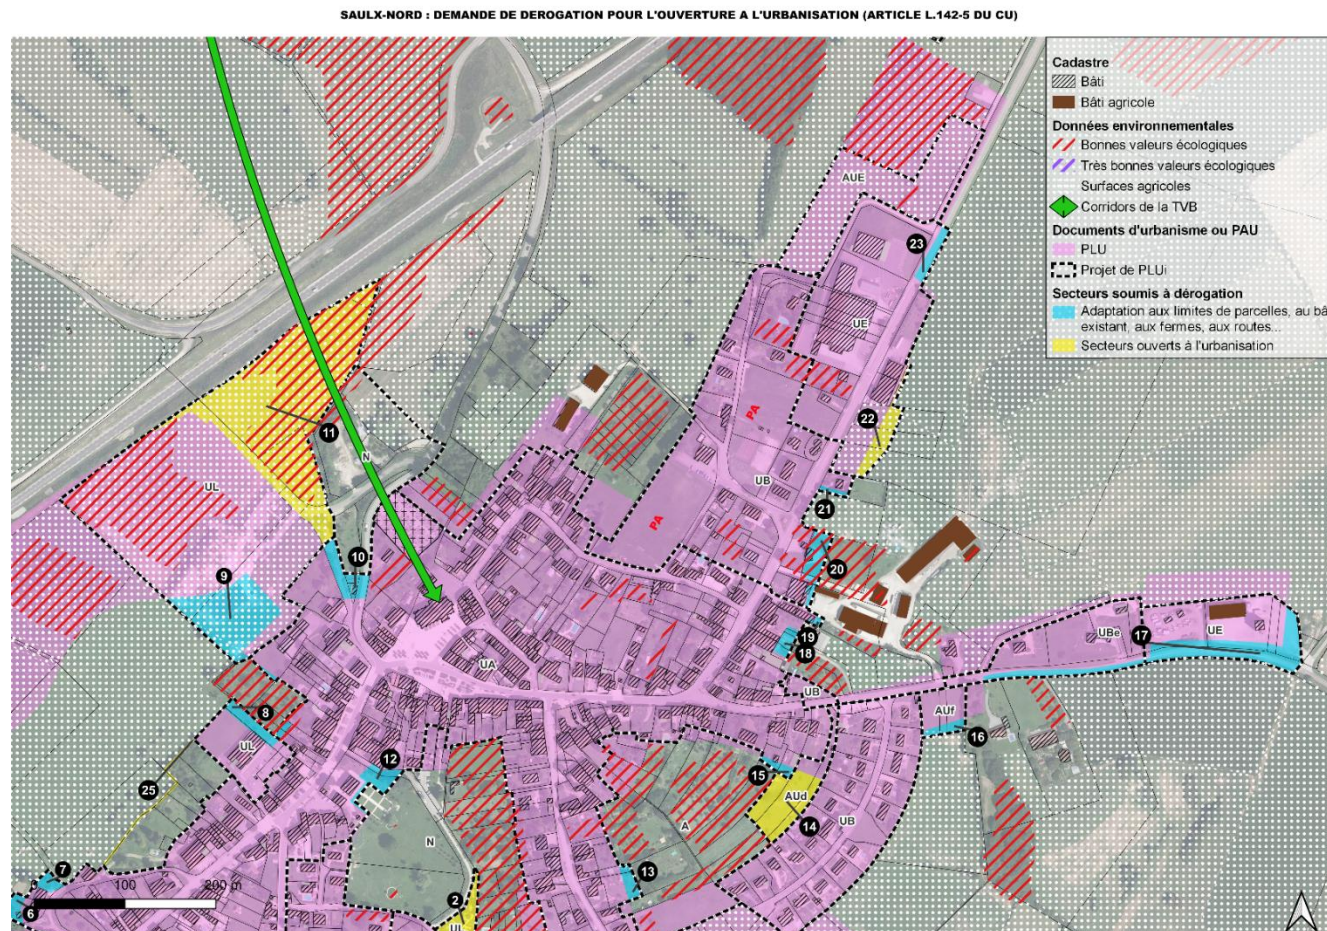 SAULX-NORD : DEMANDE DE DEROGATION POUR L'OUVERTURE A L'URBANISATION (ARTICLE L.142-5 DU CU)
Cadastre
Bâti
Bâti agricole
Données environnementales
Bonnes valeurs écologiques
Très bonnes valeurs écologiques
Surfaces agricoles
Corridors de la TVB
Documents d'urbanisme ou PAU
PLU
Projet de PLUi
Secteurs soumis à dérogation
Adaptation aux limites de parcelles, au bâ
existant, aux fermes, aux routes...
Secteurs ouverts à l'urbanisation
AUE
23
UE
PA
22
11
N
UL
UB
21
PA
10
20
9
19
18
UA
UBe
17
UE
UB
8
AUf
16
UL
12
15
25
AUd
14
UB
A
N
13
7
2
6
UL
0 100 200 m